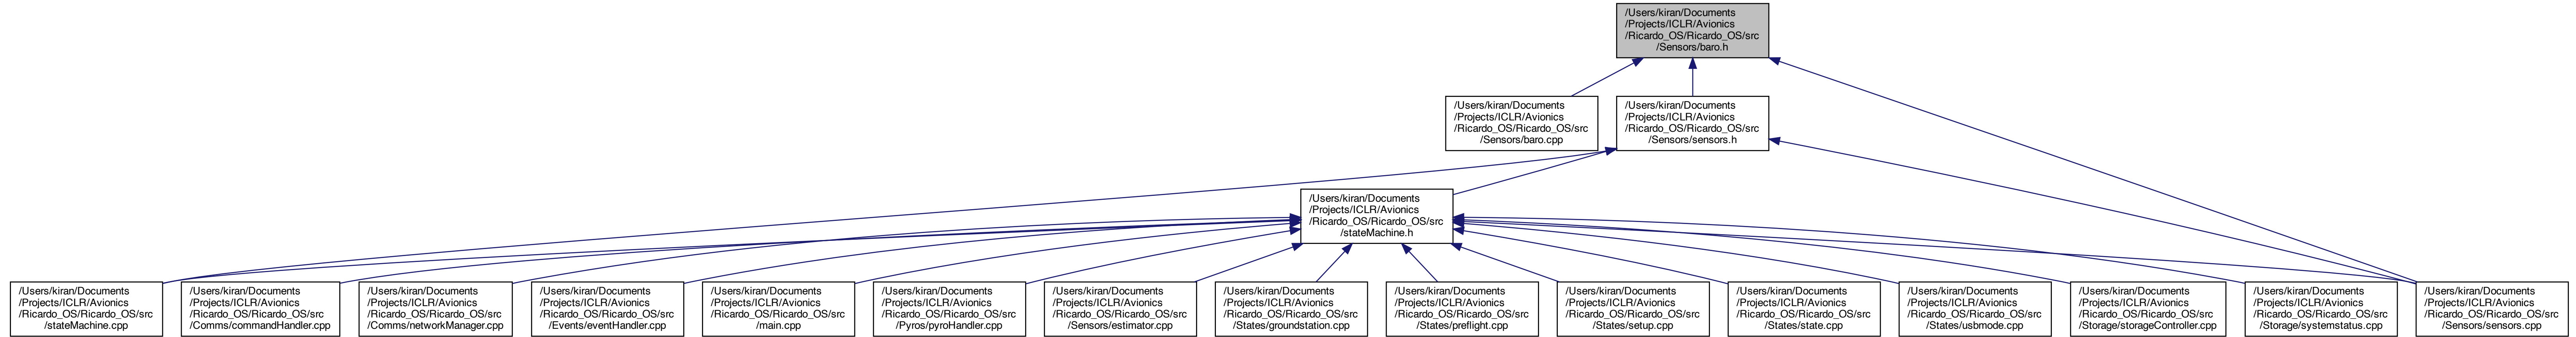 /Users/kiran/Documents
/Projects/ICLR/Avionics
/Ricardo_OS/Ricardo_OS/src
/Sensors/baro.h
/Users/kiran/Documents
/Projects/ICLR/Avionics
/Ricardo_OS/Ricardo_OS/src
/Sensors/baro.cpp
/Users/kiran/Documents
/Projects/ICLR/Avionics
/Ricardo_OS/Ricardo_OS/src
/Sensors/sensors.h
/Users/kiran/Documents
/Projects/ICLR/Avionics
/Ricardo_OS/Ricardo_OS/src
/stateMachine.h
/Users/kiran/Documents
/Projects/ICLR/Avionics
/Ricardo_OS/Ricardo_OS/src
/stateMachine.cpp
/Users/kiran/Documents
/Projects/ICLR/Avionics
/Ricardo_OS/Ricardo_OS/src
/Comms/commandHandler.cpp
/Users/kiran/Documents
/Projects/ICLR/Avionics
/Ricardo_OS/Ricardo_OS/src
/Comms/networkManager.cpp
/Users/kiran/Documents
/Projects/ICLR/Avionics
/Ricardo_OS/Ricardo_OS/src
/Events/eventHandler.cpp
/Users/kiran/Documents
/Projects/ICLR/Avionics
/Ricardo_OS/Ricardo_OS/src
/main.cpp
/Users/kiran/Documents
/Projects/ICLR/Avionics
/Ricardo_OS/Ricardo_OS/src
/Pyros/pyroHandler.cpp
/Users/kiran/Documents
/Projects/ICLR/Avionics
/Ricardo_OS/Ricardo_OS/src
/Sensors/estimator.cpp
/Users/kiran/Documents
/Projects/ICLR/Avionics
/Ricardo_OS/Ricardo_OS/src
/States/groundstation.cpp
/Users/kiran/Documents
/Projects/ICLR/Avionics
/Ricardo_OS/Ricardo_OS/src
/States/preflight.cpp
/Users/kiran/Documents
/Projects/ICLR/Avionics
/Ricardo_OS/Ricardo_OS/src
/States/setup.cpp
/Users/kiran/Documents
/Projects/ICLR/Avionics
/Ricardo_OS/Ricardo_OS/src
/States/state.cpp
/Users/kiran/Documents
/Projects/ICLR/Avionics
/Ricardo_OS/Ricardo_OS/src
/States/usbmode.cpp
/Users/kiran/Documents
/Projects/ICLR/Avionics
/Ricardo_OS/Ricardo_OS/src
/Storage/storageController.cpp
/Users/kiran/Documents
/Projects/ICLR/Avionics
/Ricardo_OS/Ricardo_OS/src
/Storage/systemstatus.cpp
/Users/kiran/Documents
/Projects/ICLR/Avionics
/Ricardo_OS/Ricardo_OS/src
/Sensors/sensors.cpp